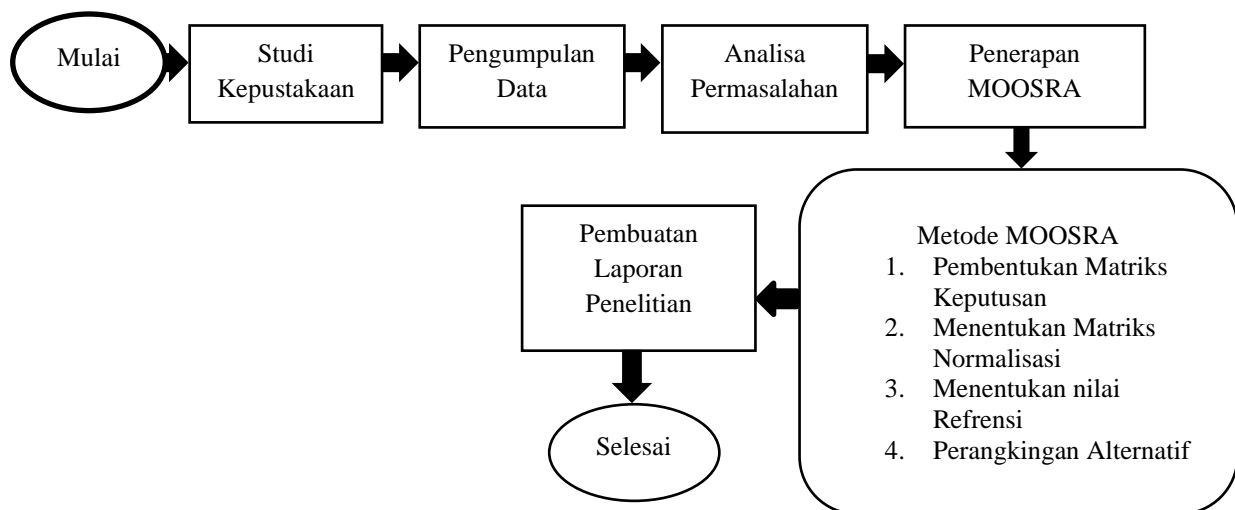 Mulai
Studi
Kepustakaan
Pengumpulan
Data
Analisa
Permasalahan
Penerapan
MOOSRA
Metode MOOSRA
1. Pembentukan Matriks
Keputusan
2. Menentukan Matriks
Normalisasi
3. Menentukan nilai
Refrensi
4. Perangkingan Alternatif
Pembuatan
Laporan
Penelitian
Selesai